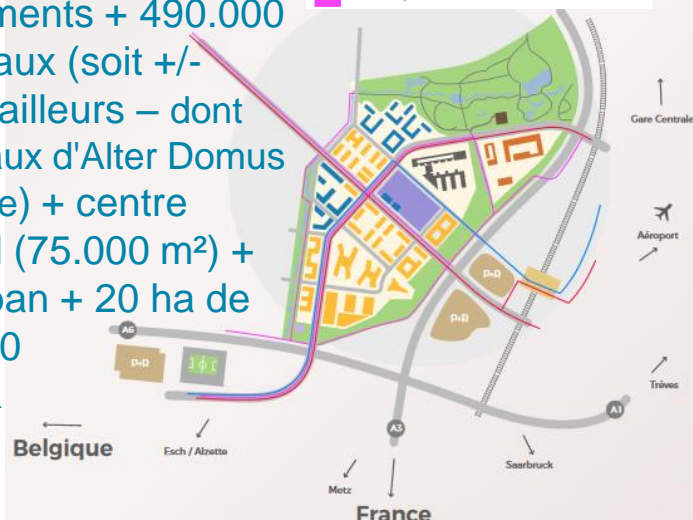 ments + 490.000
aux (soit +/-
ailleurs – dont
aux d'Alter Domus
e) + centre
l (75.000 m²) +
pan + 20 ha de
0
Gare Centrale
Aéroport
Trèves
P+R
P+R
A6
P+R
A1
Belgique
Esch / Alzette
A3
Saarbruck
Metz
France